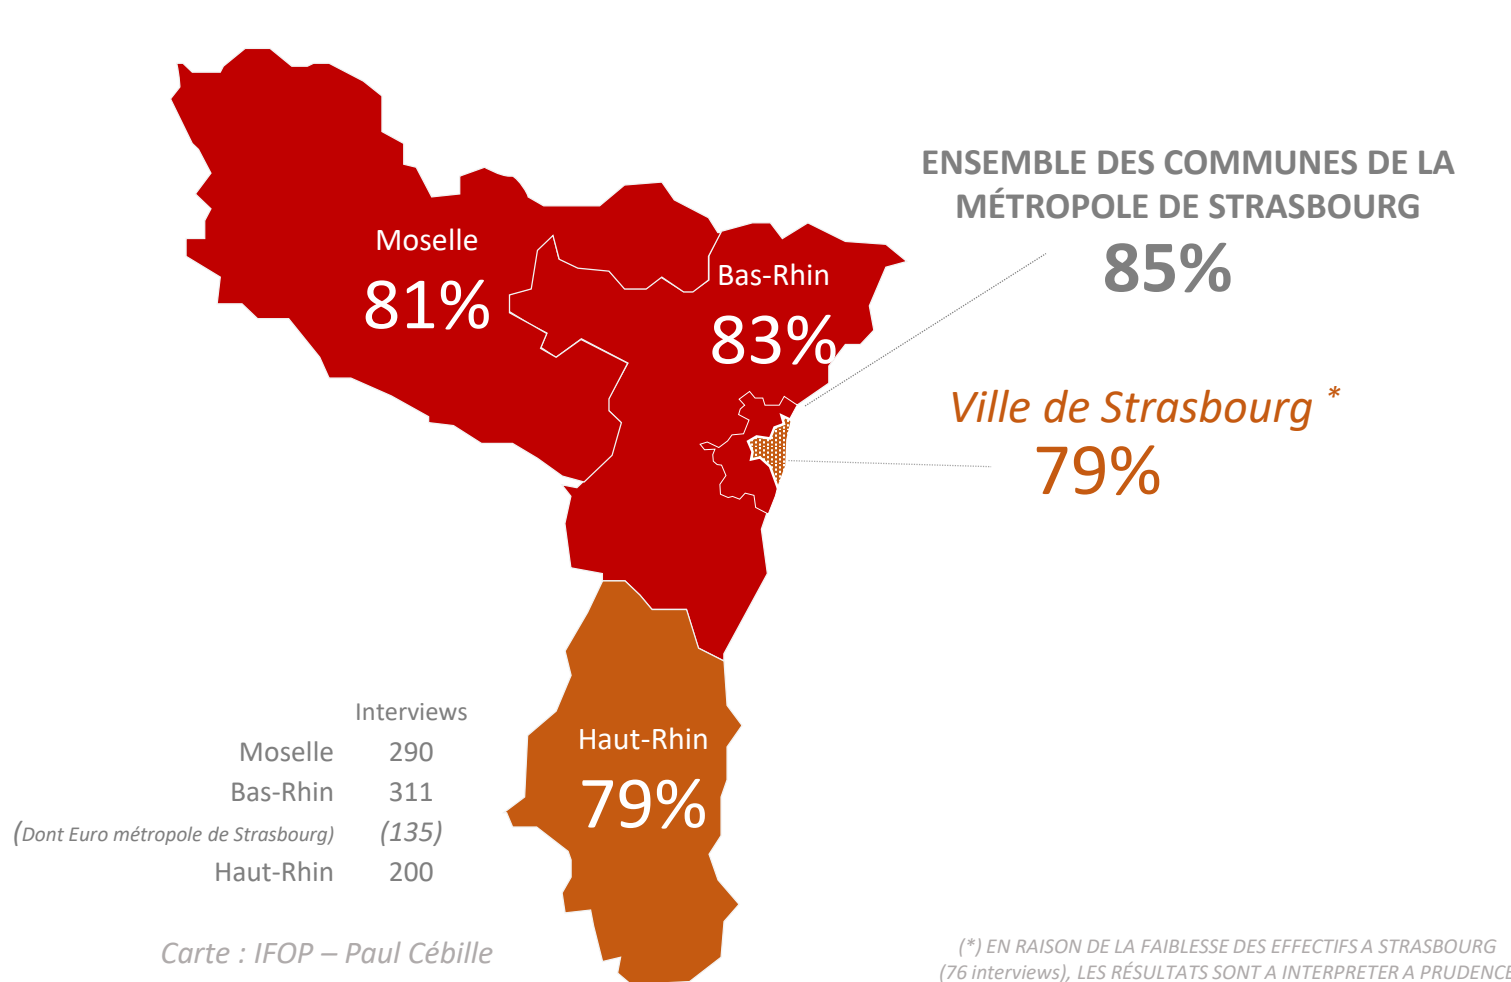 ENSEMBLE DES COMMUNES DE LA
MÉTROPOLE DE STRASBOURG
85%
Moselle
81%
Bas-Rhin
83%
Ville de Strasbourg *
79%
Haut-Rhin
79%
Interviews
Moselle 290
Bas-Rhin 311
(Dont Euro métropole de Strasbourg) (135)
Haut-Rhin 200
Carte : IFOP – Paul Cébille
(*) EN RAISON DE LA FAIBLESSE DES EFFECTIFS A STRASBOURG
(76 interviews), LES RÉSULTATS SONT A INTERPRETER A PRUDENCE